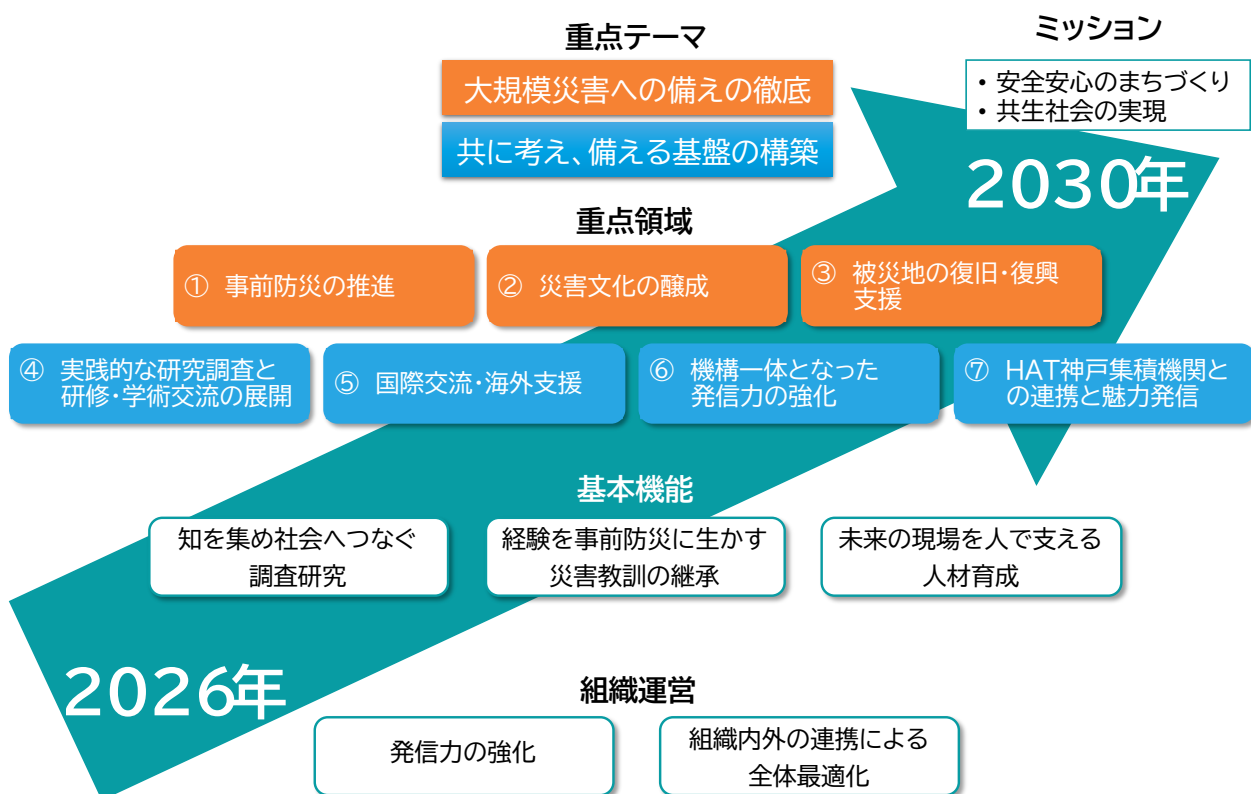 重点テーマ
ミッション
大規模災害への備えの徹底
共に考え、備える基盤の構築
・安全安心のまちづくり
・共生社会の実現
2030年
重点領域
① 事前防災の推進
② 災害文化の醸成
③ 被災地の復旧・復興
支援
④ 実践的な研究調査と
研修・学術交流の展開
⑤ 国際交流・海外支援
⑥ 機構一体となった
発信力の強化
⑦ HAT神戸集積機関と
の連携と魅力発信
基本機能
知を集め社会へつなぐ
調査研究
経験を事前防災に生かす
災害教訓の継承
未来の現場を人で支える
人材育成
2026年
組織運営
発信力の強化
組織内外の連携による
全体最適化